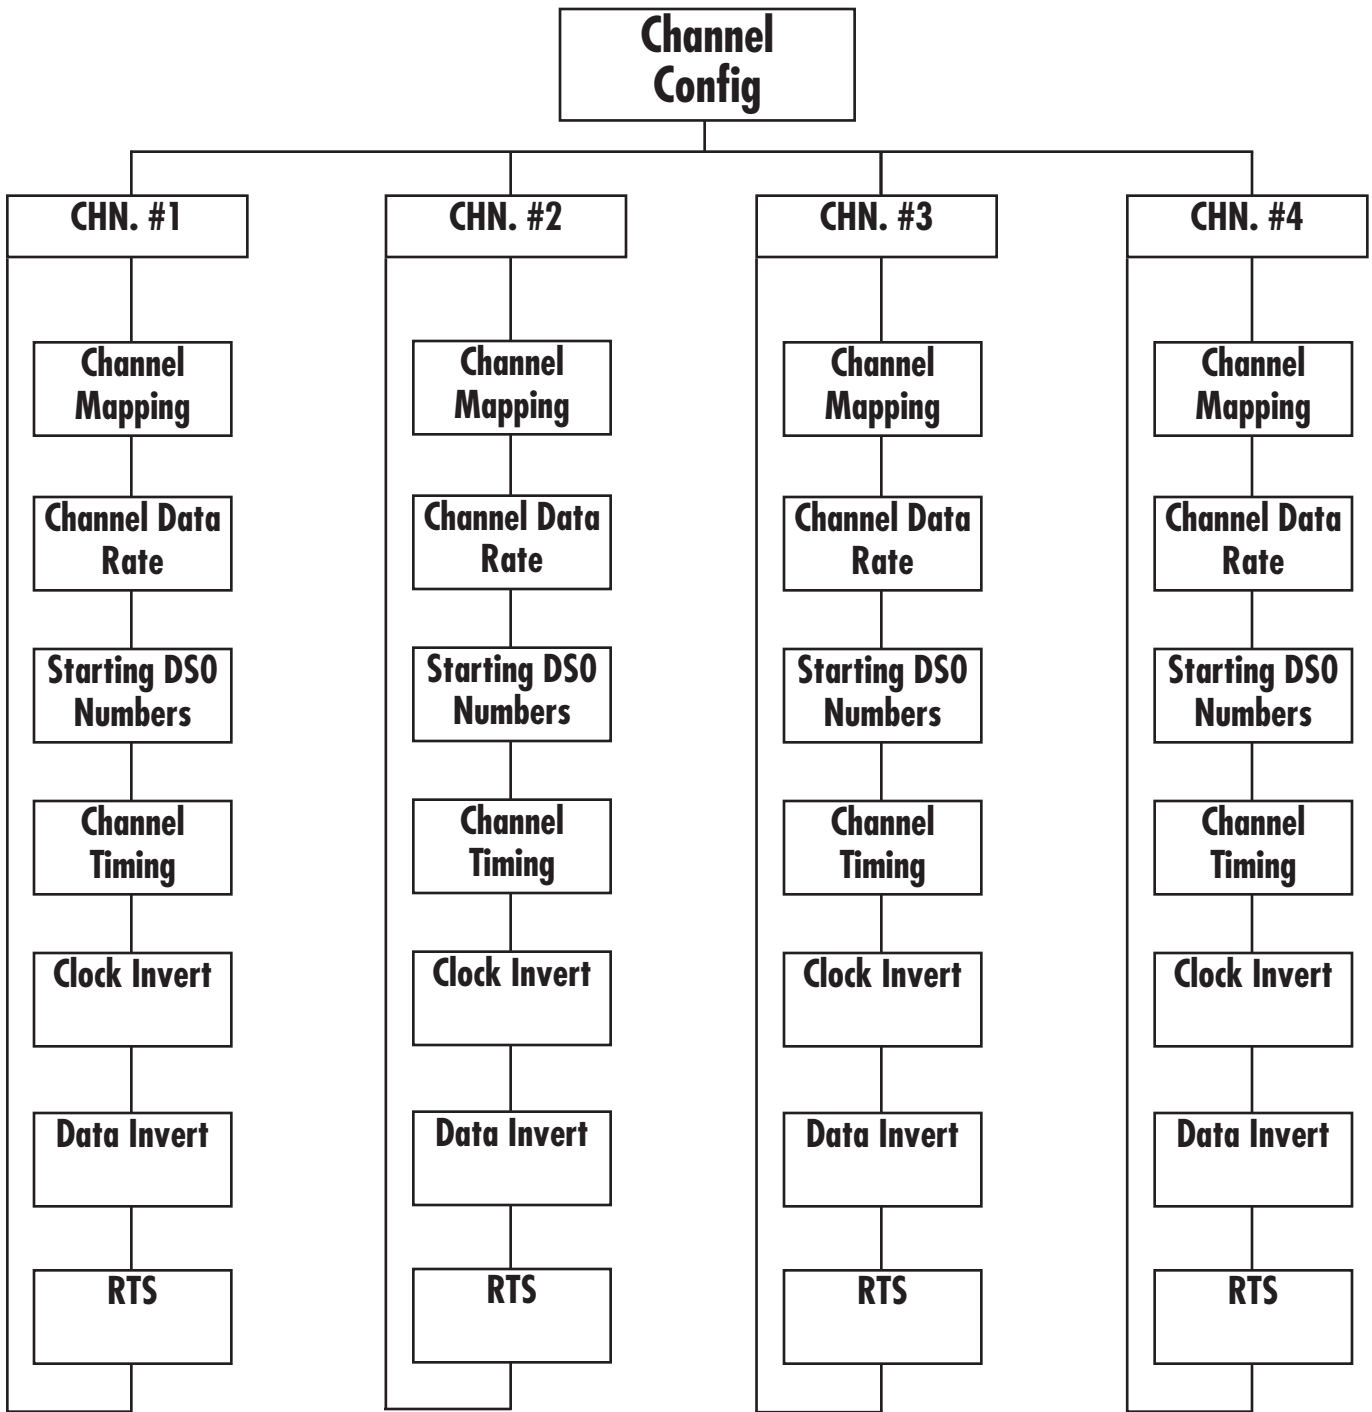 Channel
Config
CHN. #1
CHN. #2
CHN. #3
CHN. #4
Channel
Mapping
Channel
Mapping
Channel
Mapping
Channel
Mapping
Channel Data
Rate
Channel Data
Rate
Channel Data
Rate
Channel Data
Rate
Starting DS0
Numbers
Starting DS0
Numbers
Starting DS0
Numbers
Starting DS0
Numbers
Channel
Timing
Channel
Timing
Channel
Timing
Channel
Timing
Clock Invert
Clock Invert
Clock Invert
Clock Invert
Data Invert
Data Invert
Data Invert
Data Invert
RTS
RTS
RTS
RTS